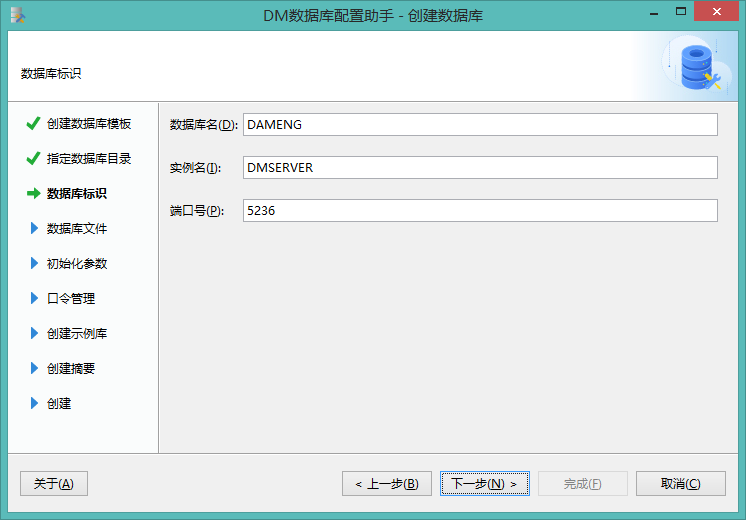 DM数据库配置助手 - 创建数据库
数据库标识
创建数据库模板
指定数据库目录
数据库标识
数据库文件
初始化参数
口令管理
创建示例库
创建摘要
创建
数据库名(D): DAMENG
实例名(I): DMSERVER
端口号(P): 5236
关于(A)
< 上一步(B)
下一步(N) >
完成(F)
取消(C)